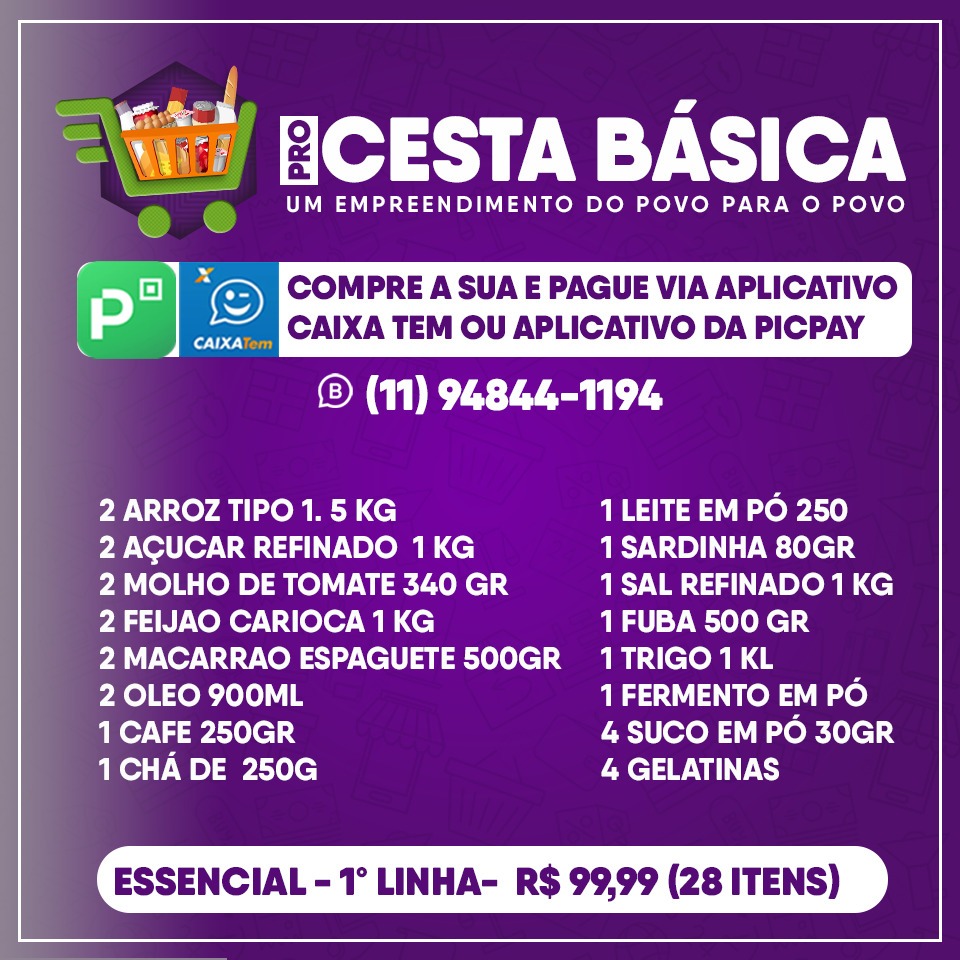 PRO CESTA BÁSICA
UM EMPREENDIMENTO DO POVO PARA O POVO
P
X
CAIXATem
COMPRE A SUA E PAGUE VIA APLICATIVO
CAIXA TEM OU APLICATIVO DA PICPAY
B (11) 94844-1194
2 ARROZ TIPO 1. 5 KG
2 AÇUCAR REFINADO 1 KG
2 MOLHO DE TOMATE 340 GR
2 FEIJAO CARIOCA 1 KG
2 MACARRAO ESPAGUETE 500GR
2 OLEO 900ML
1 CAFE 250GR
1 CHÁ DE 250G
1 LEITE EM PÓ 250
1 SARDINHA 80GR
1 SAL REFINADO 1 KG
1 FUBA 500 GR
1 TRIGO 1 KL
1 FERMENTO EM PÓ
4 SUCO EM PÓ 30GR
4 GELATINAS
ESSENCIAL - 1° LINHA- R$ 99,99 (28 ITENS)